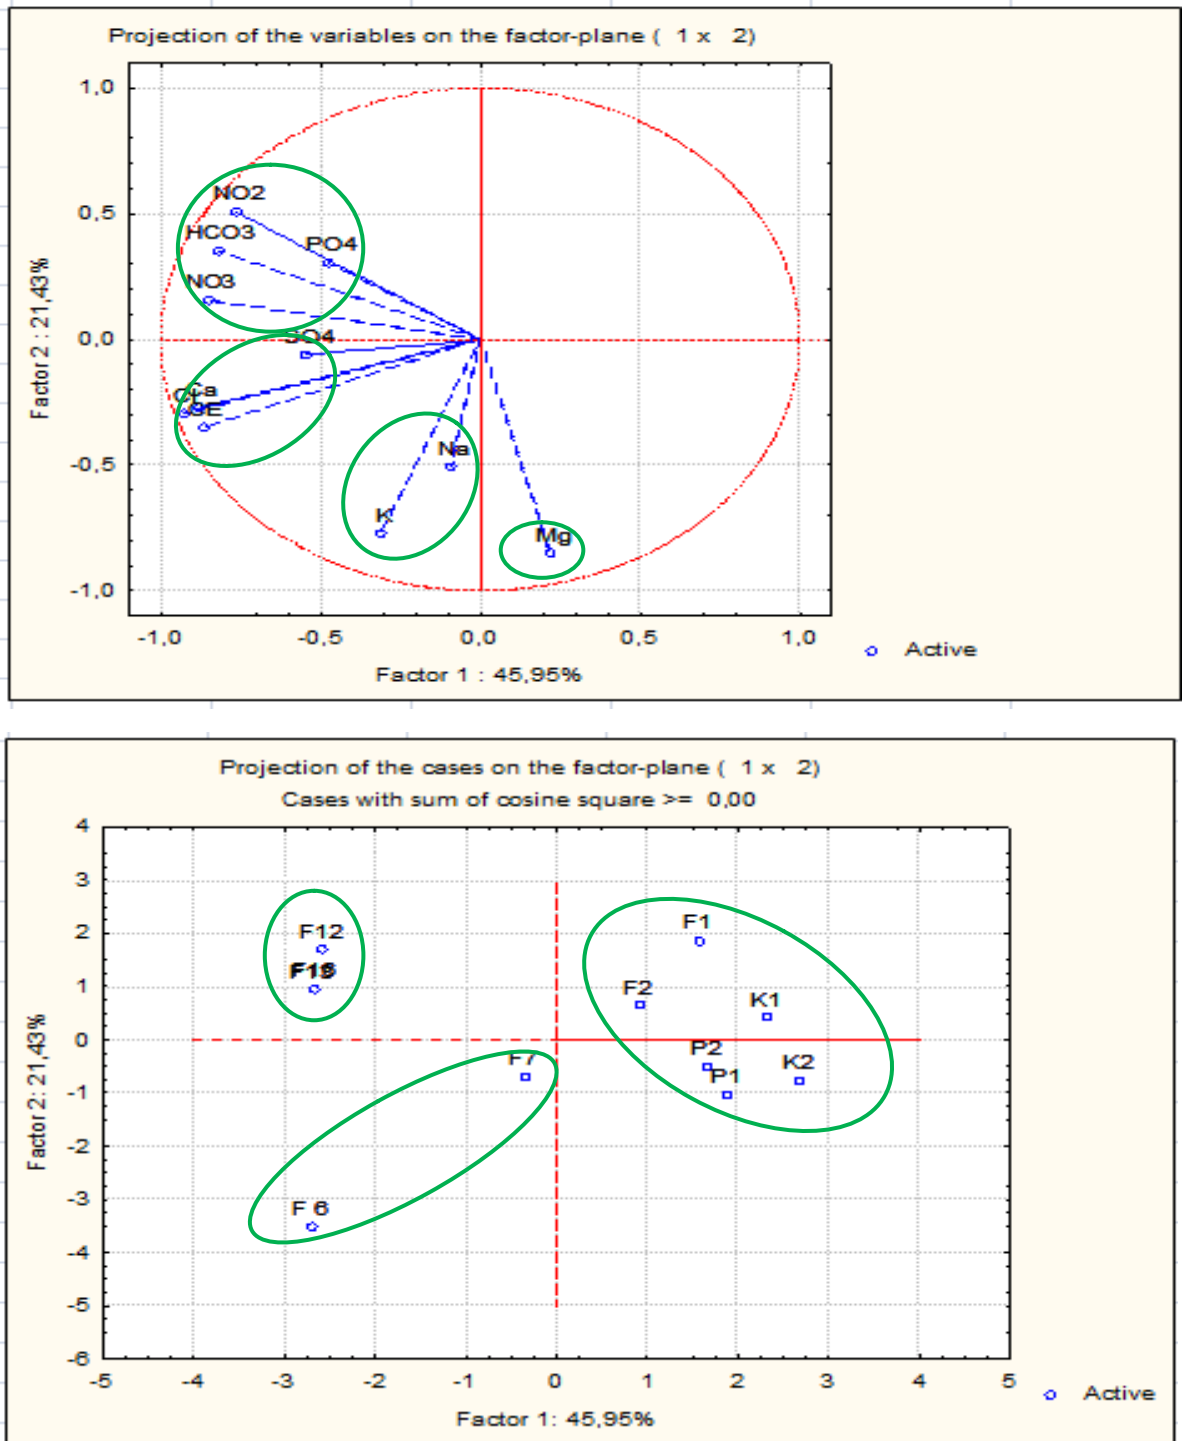 Projection of the variables on the factor-plane ( 1 x 2)
1,0
0,5
0,0
-0,5
-1,0
Factor 2 : 21,43%
NO2
HCO3
PO4
NO3
SO4
Ca
Na
K
Mg
-1,0 -0,5 0,0 0,5 1,0
Factor 1 : 45,95%
Active
Projection of the cases on the factor-plane ( 1 x 2)
Cases with sum of cosine square >= 0,00
4
3
2
1
0
-1
-2
-3
-4
-5
-6
Factor 2: 21,43%
F12
F1
F2
K1
P2
P1
K2
F7
F 6
-5 -4 -3 -2 -1 0 1 2 3 4 5
Factor 1: 45,95%
Active